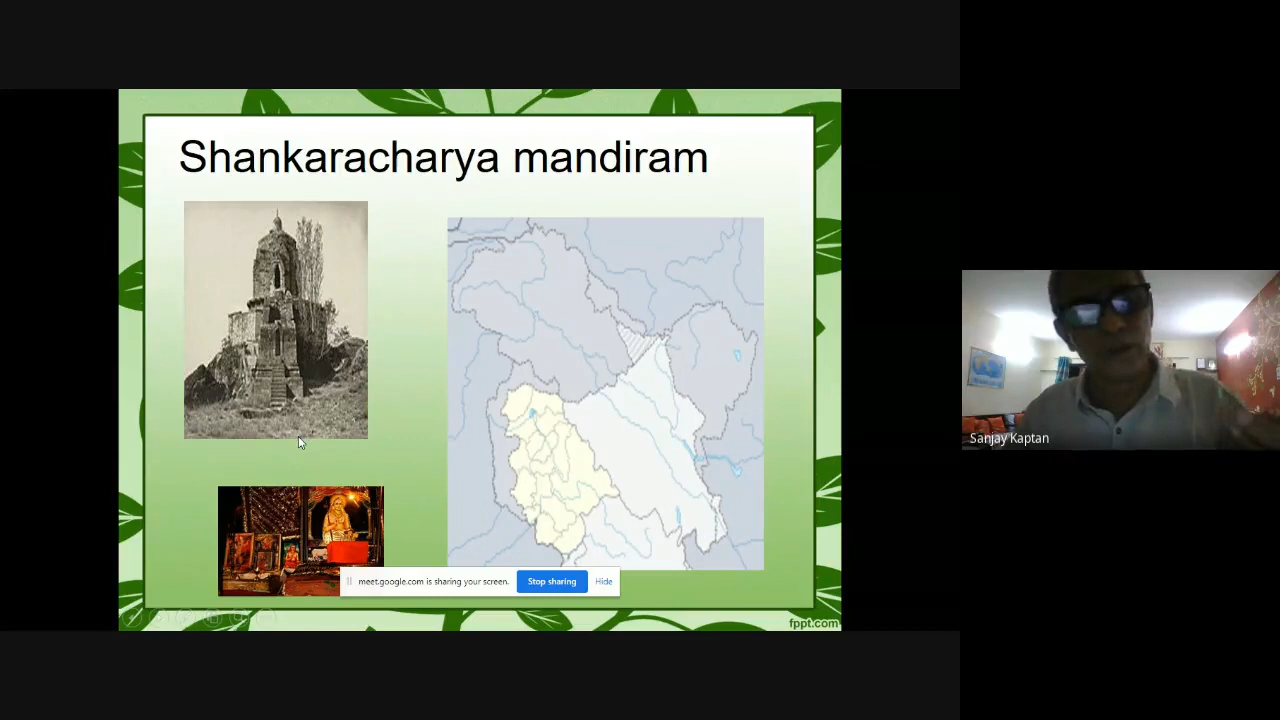 Shankaracharya mandiram
meet.google.com is sharing your screen.
Stop sharing
Hide
fppt.com
Sanjay Kaptan